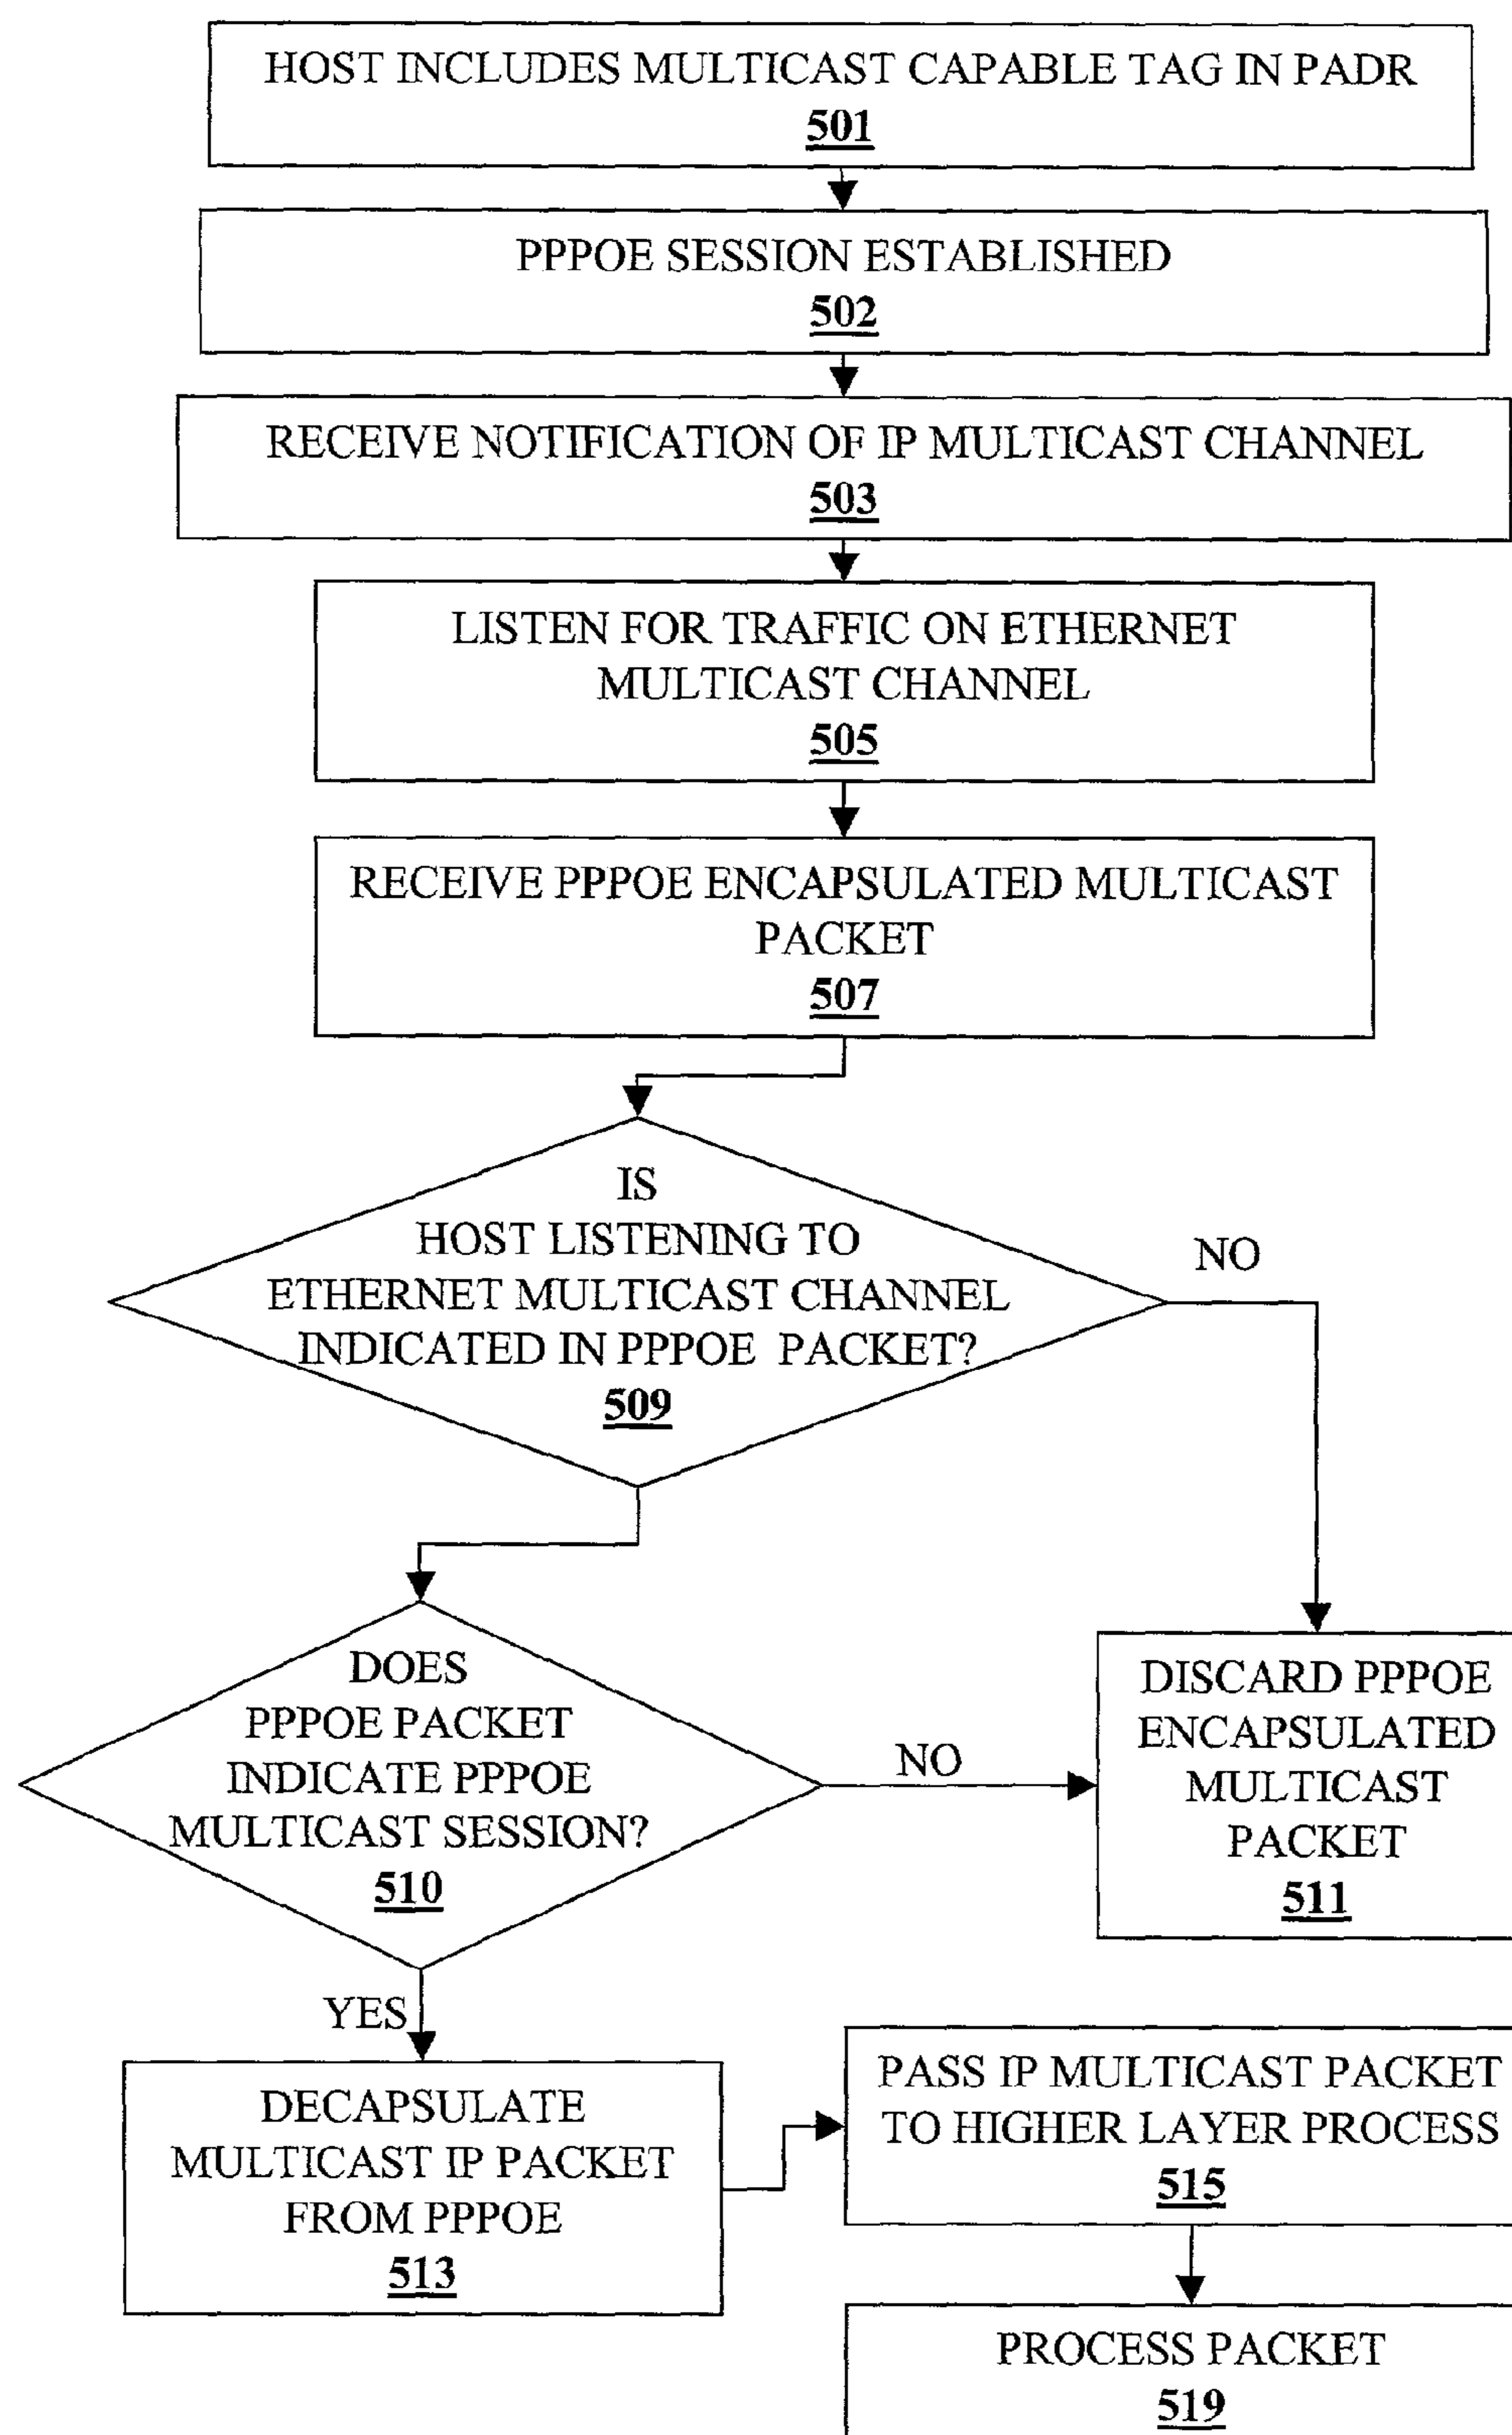 HOST INCLUDES MULTICAST CAPABLE TAG IN PADR
501
PPPOE SESSION ESTABLISHED
502
RECEIVE NOTIFICATION OF IP MULTICAST CHANNEL
503
LISTEN FOR TRAFFIC ON ETHERNET
MULTICAST CHANNEL
505
RECEIVE PPPOE ENCAPSULATED MULTICAST
PACKET
507
IS
HOST LISTENING TO
ETHERNET MULTICAST CHANNEL
INDICATED IN PPPOE PACKET?
509
NO
DOES
PPPOE PACKET
INDICATE PPPOE
MULTICAST SESSION?
510
NO
DISCARD PPPOE
ENCAPSULATED
MULTICAST
PACKET
511
YES
DECAPSULATE
MULTICAST IP PACKET
FROM PPPOE
513
PASS IP MULTICAST PACKET
TO HIGHER LAYER PROCESS
515
PROCESS PACKET
519